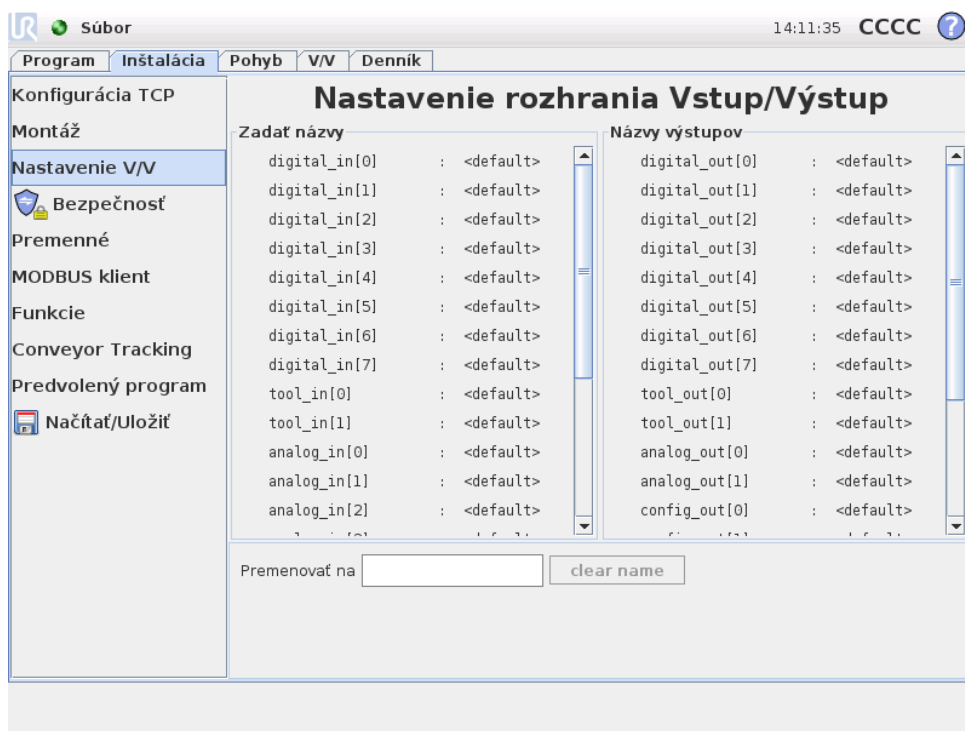 UR Súbor 14:11:35 CCCC ?
Program Inštalácia Pohyb V/V Denník
Konfigurácia TCP
Montáž
Nastavenie V/V
Bezpečnosť
Premenné
MODBUS klient
Funkcie
Conveyor Tracking
Predvolený program
Načítať/Uložiť
Nastavenie rozhrania Vstup/Výstup
Zadať názvy
digital_in[0] : <default>
digital_in[1] : <default>
digital_in[2] : <default>
digital_in[3] : <default>
digital_in[4] : <default>
digital_in[5] : <default>
digital_in[6] : <default>
digital_in[7] : <default>
tool_in[0] : <default>
tool_in[1] : <default>
analog_in[0] : <default>
analog_in[1] : <default>
analog_in[2] : <default>
Názvy výstupov
digital_out[0] : <default>
digital_out[1] : <default>
digital_out[2] : <default>
digital_out[3] : <default>
digital_out[4] : <default>
digital_out[5] : <default>
digital_out[6] : <default>
digital_out[7] : <default>
tool_out[0] : <default>
tool_out[1] : <default>
analog_out[0] : <default>
analog_out[1] : <default>
config_out[0] : <default>
Premenovať na
clear name